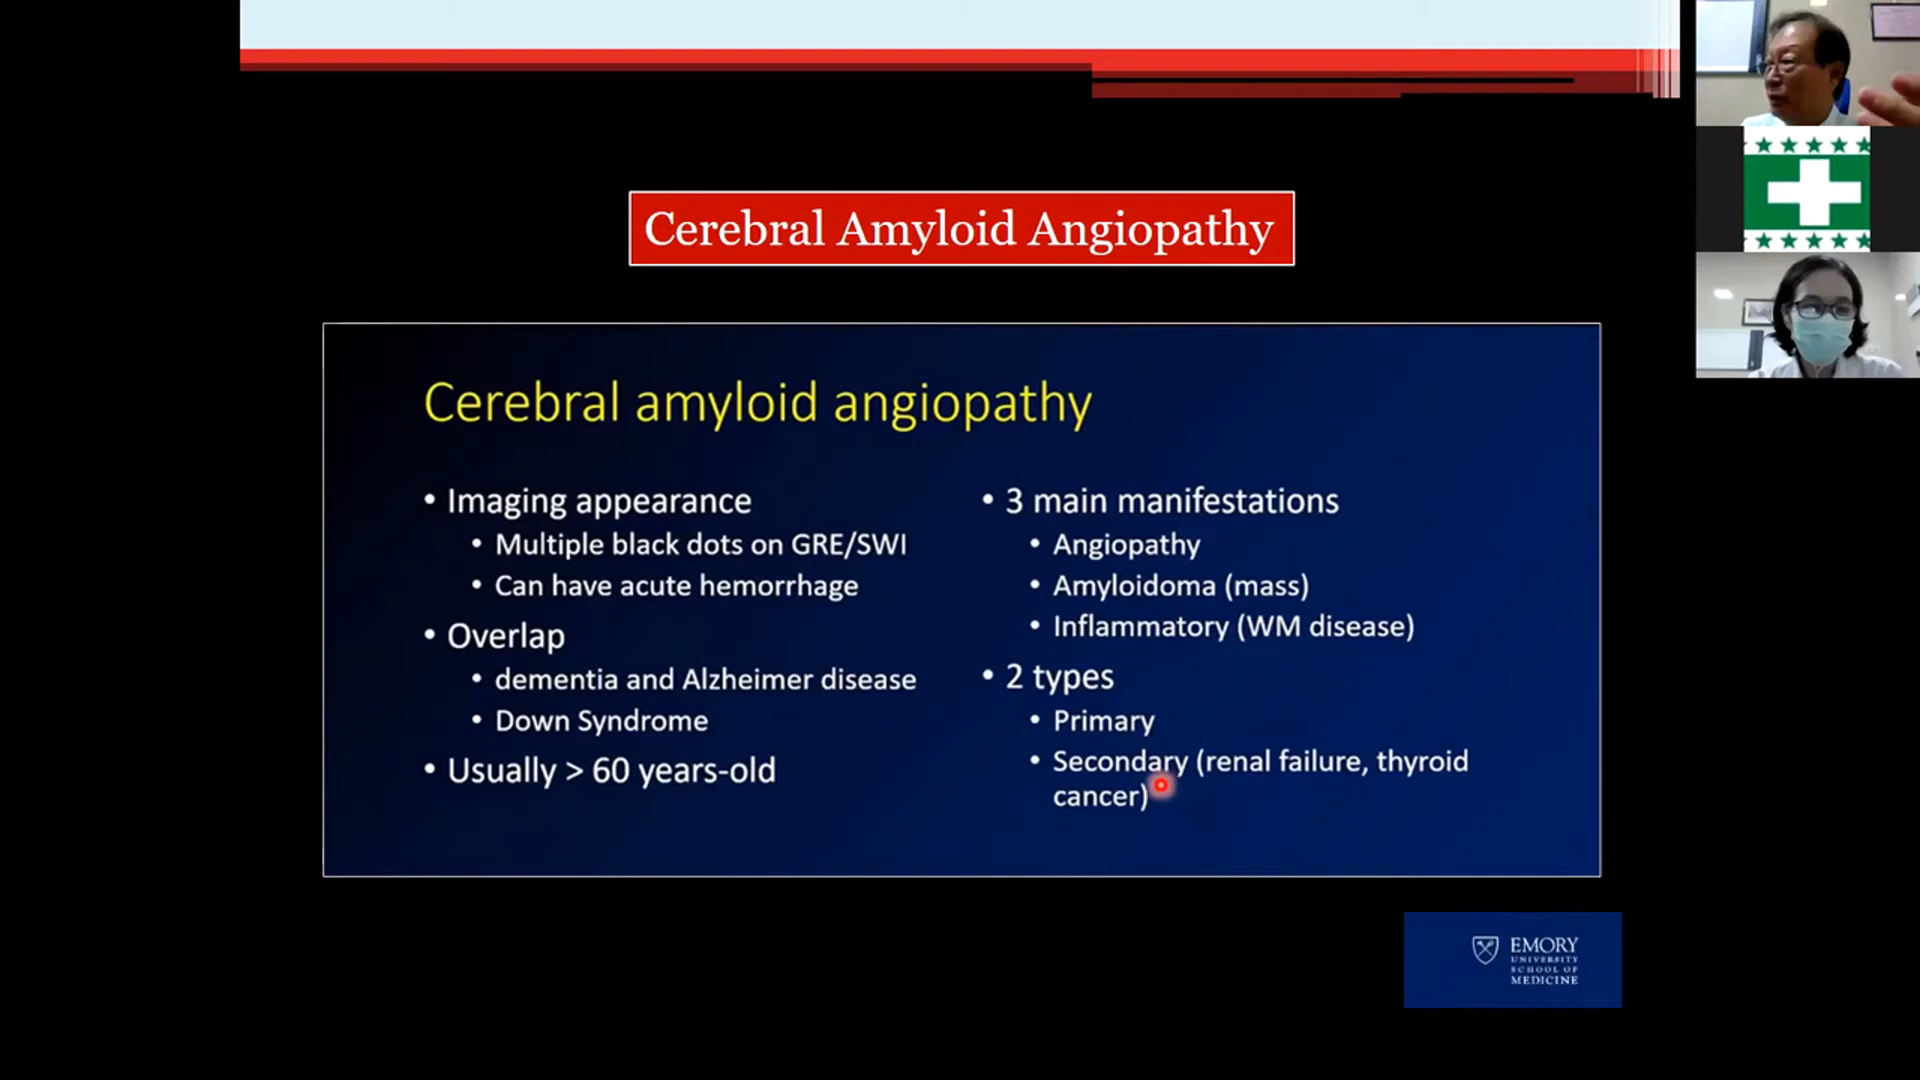 Cerebral Amyloid Angiopathy
Cerebral amyloid angiopathy
• Imaging appearance
• Multiple black dots on GRE/SWI
• Can have acute hemorrhage
• Overlap
• dementia and Alzheimer disease
• Down Syndrome
• Usually > 60 years-old
• 3 main manifestations
• Angiopathy
• Amyloidoma (mass)
• Inflammatory (WM disease)
• 2 types
• Primary
• Secondary (renal failure, thyroid
cancer)
EMORY
UNIVERSITY
SCHOOL OF
MEDICINE